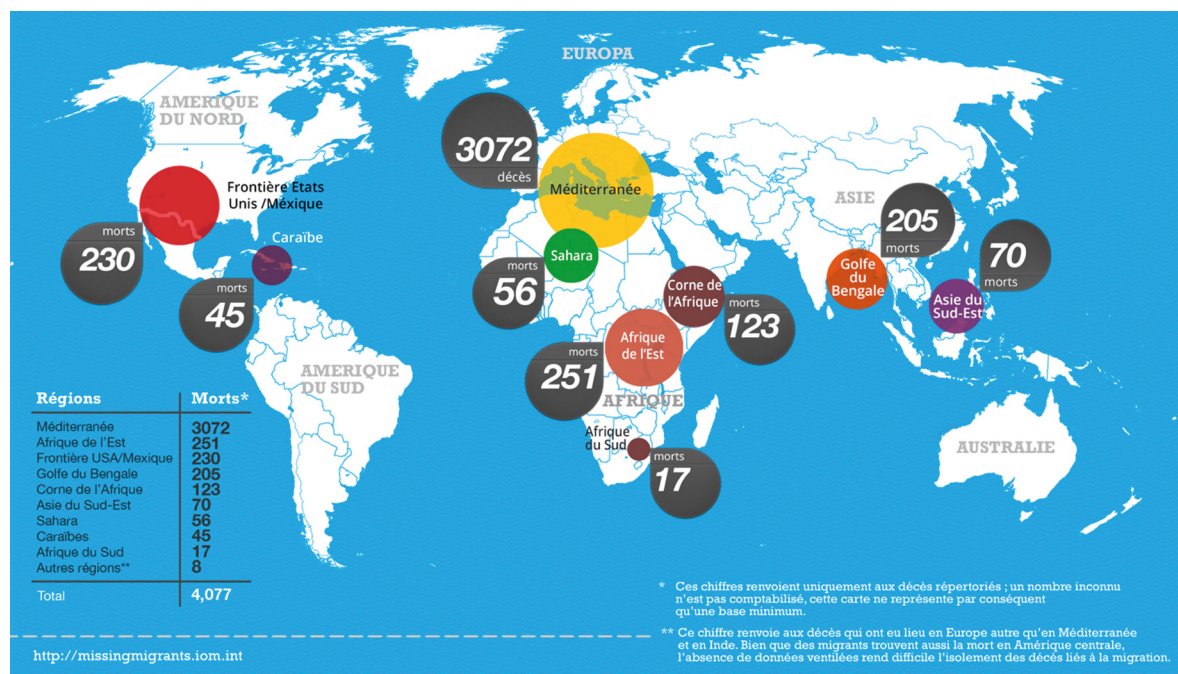 EUROPA
AMERIQUE
DU NORD
3072
décès
Méditerranée
ASIE
205
morts
Frontière Etats
Unis /Méxique
morts
230
Caraïbe
morts
45
Sahara
morts
56
Corne de
l'Afrique
morts
123
Golfe
du
Bengale
70
morts
Asie du
Sud-Est
Afrique
de l'Est
morts
251
AMERIQUE
DU SUD
AFRIQUE
Afrique
du Sud
morts
17
AUSTRALIE
Régions Morts*
Méditerranée 3072
Afrique de l'Est 251
Frontière USA/Mexique 230
Golfe du Bengale 205
Corne de l'Afrique 123
Asie du Sud-Est 70
Sahara 56
Caraïbes 45
Afrique du Sud 17
Autres régions** 8
Total 4,077
* Ces chiffres renvoient uniquement aux décès répertoriés ; un nombre inconnu
n'est pas comptabilisé, cette carte ne représente par conséquent
qu'une base minimum.
** Ce chiffre renvoie aux décès qui ont eu lieu en Europe autre qu'en Méditerranée
et en Inde. Bien que des migrants trouvent aussi la mort en Amérique centrale,
l'absence de données ventilées rend difficile l'isolement des décès liés à la migration.
http://missingmigrants.iom.int